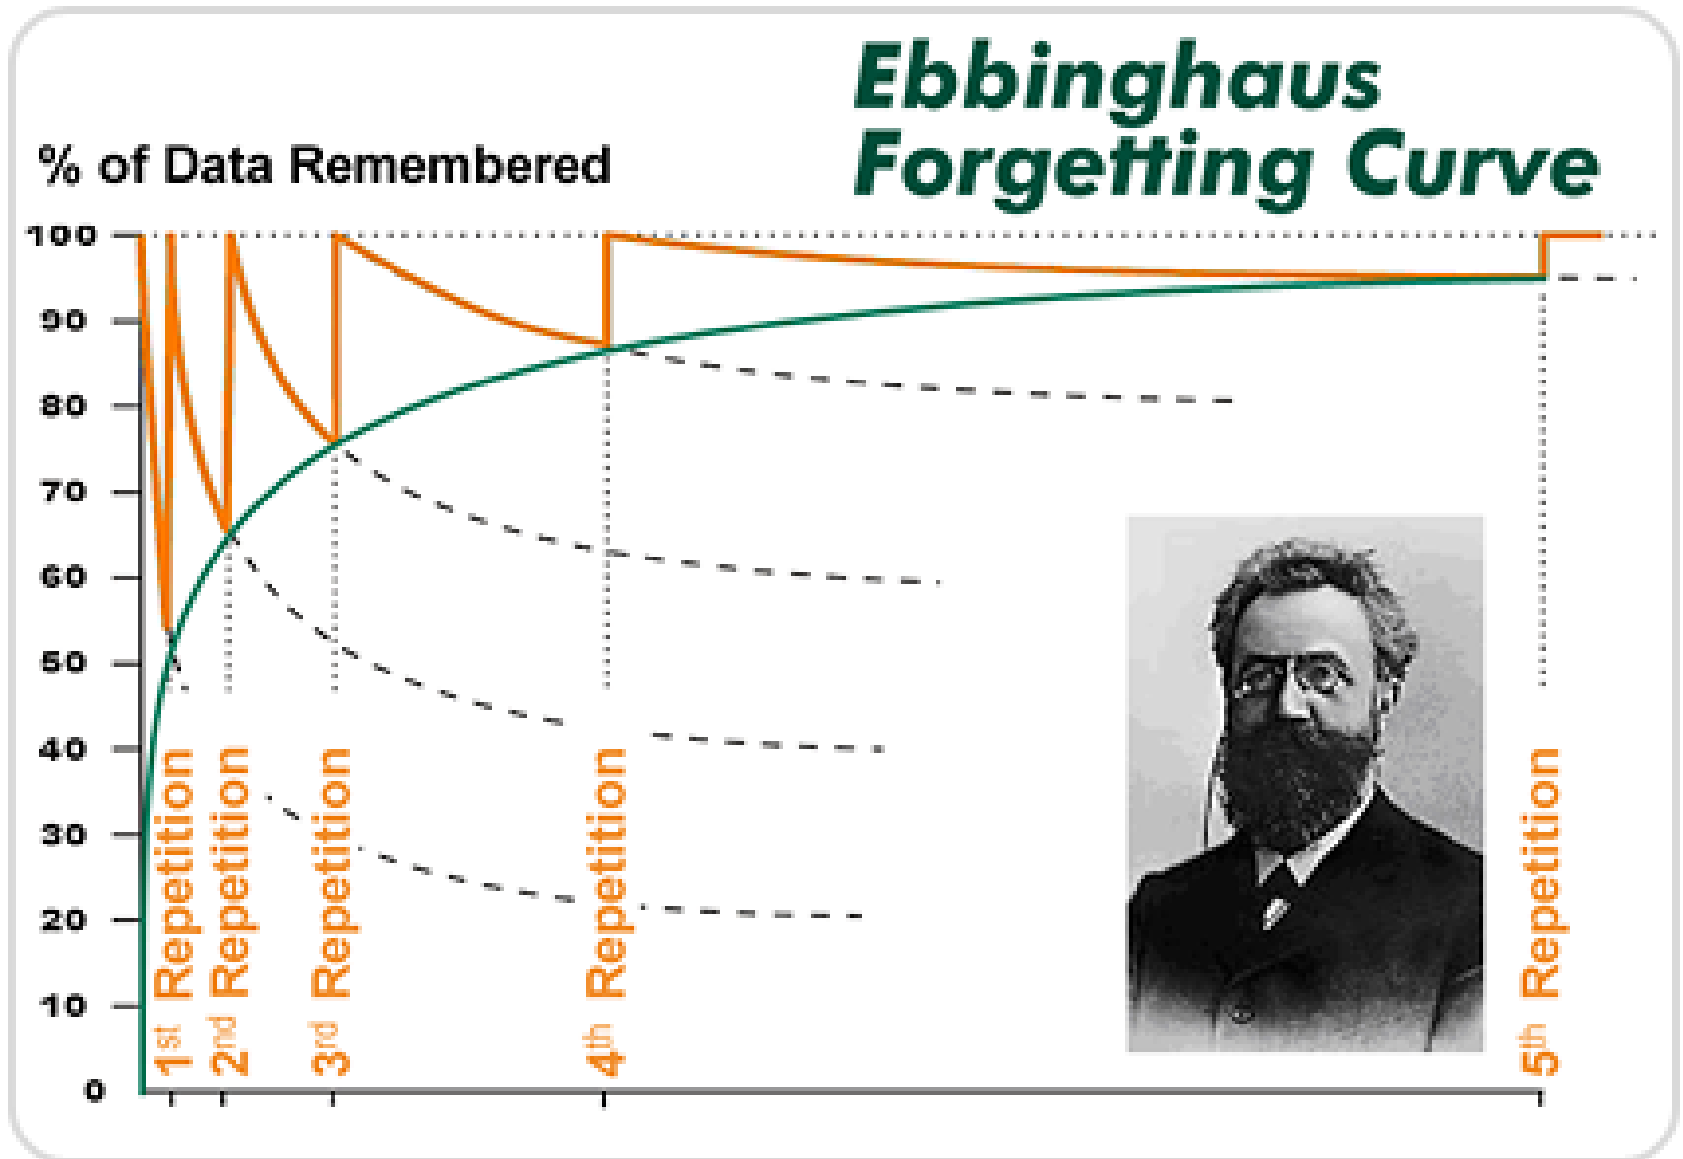 Ebbinghaus
Forgetting Curve
% of Data Remembered
100
90
80
70
60
50
40
30
20
10
0
1st Repetition
2nd Repetition
3rd Repetition
4th Repetition
5th Repetition